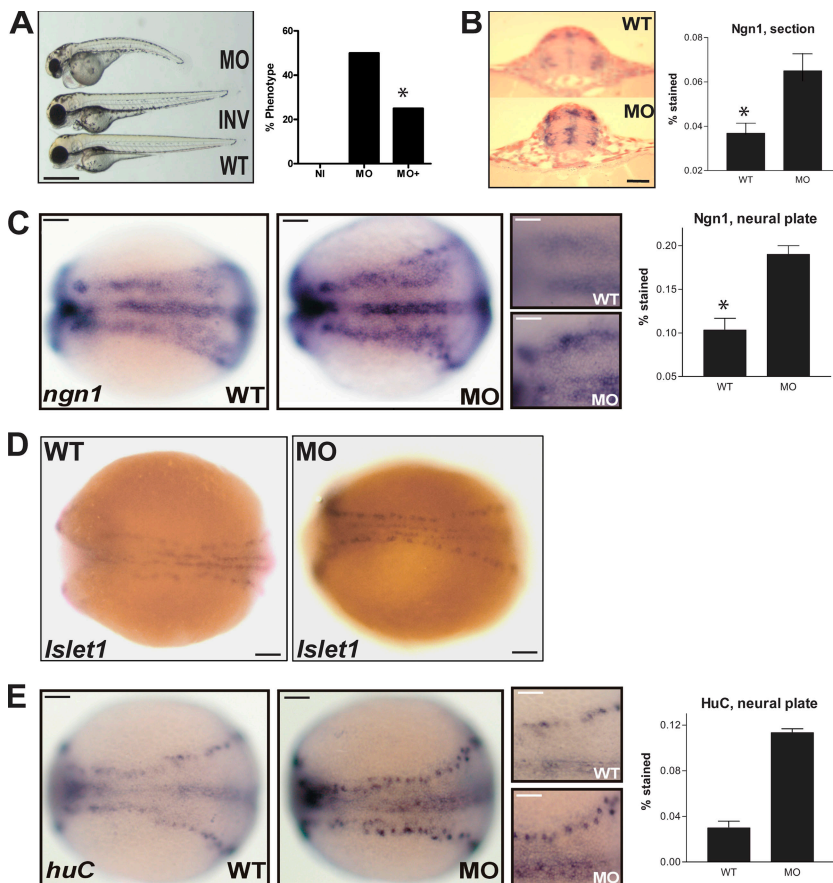 A
MO
INV
WT
% Phenotype
60
40
20
0
*
NI MO MO+
B
WT
MO
Ngn1, section
% stained
0.08
0.06
0.04
0.02
*
WT MO
C
ngn1 WT
MO
WT
MO
Ngn1, neural plate
% stained
0.20
0.15
0.10
0.05
*
WT MO
D
WT
Islet1
MO
Islet1
E
huC WT
MO
WT
MO
HuC, neural plate
% stained
0.12
0.08
0.04
0.00
WT MO